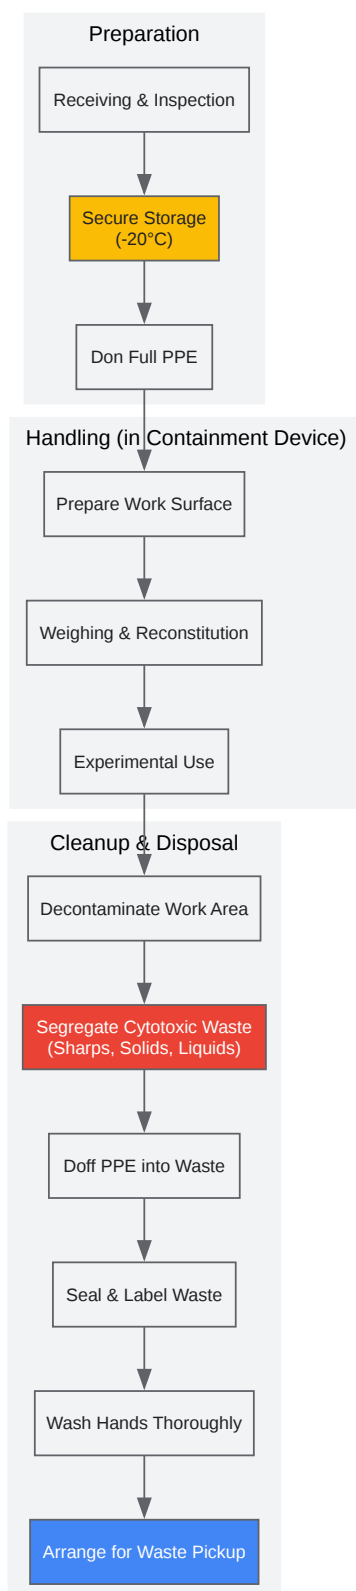 Preparation
Receiving & Inspection
Secure Storage
(-20°C)
Don Full PPE
Handling (in Containment Device)
Prepare Work Surface
Weighing & Reconstitution
Experimental Use
Cleanup & Disposal
Decontaminate Work Area
Segregate Cytotoxic Waste
(Sharps, Solids, Liquids)
Doff PPE into Waste
Seal & Label Waste
Wash Hands Thoroughly
Arrange for Waste Pickup